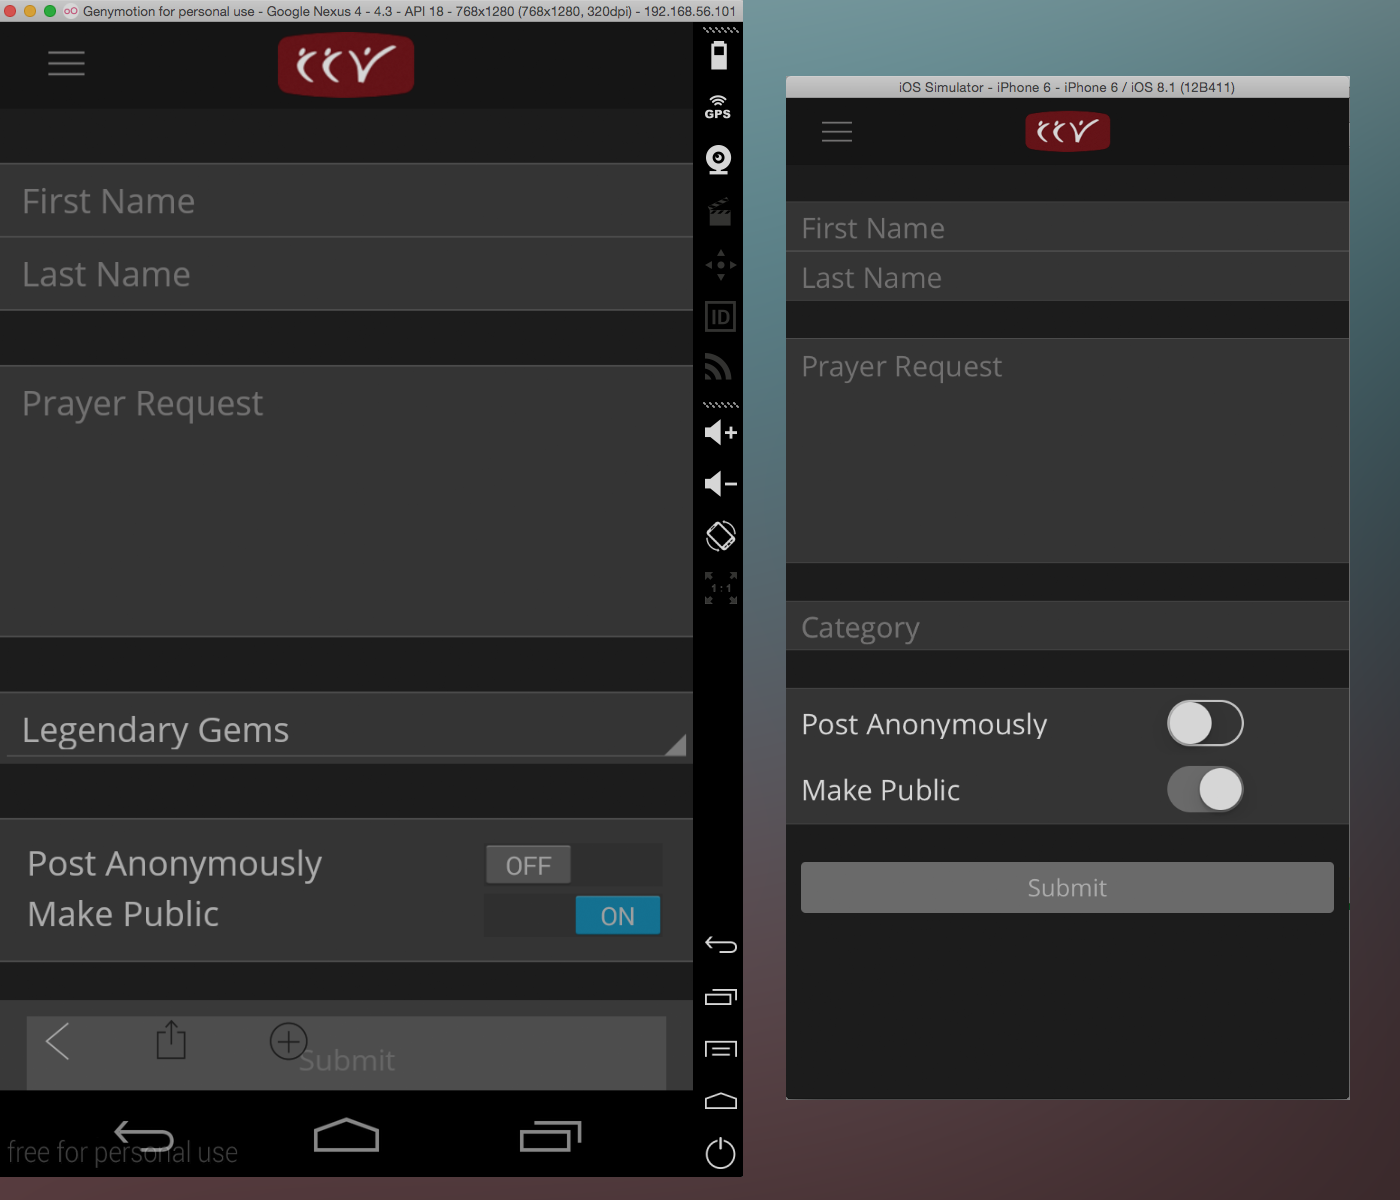 Genymotion for personal use - Google Nexus 4 - 4.3 - API 18 - 768x1280 (768x1280, 320dpi) - 192.168.56.101
CCV
GPS
First Name
Last Name
ID
Prayer Request
1:1
Legendary Gems
Post Anonymously
OFF
Make Public
ON
Submit
free for personal use
iOS Simulator - iPhone 6 - iPhone 6 / iOS 8.1 (12B411)
CCV
First Name
Last Name
Prayer Request
Category
Post Anonymously
Make Public
Submit